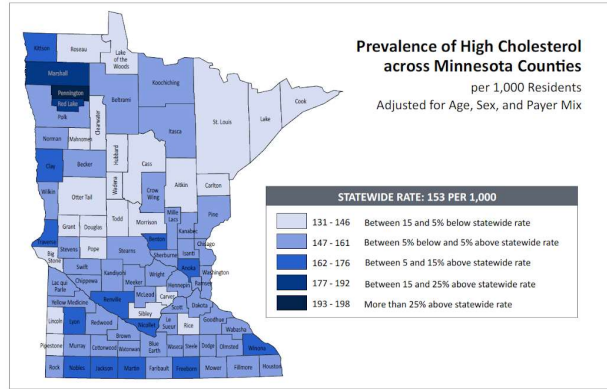 Prevalence of High Cholesterol
across Minnesota Counties
per 1,000 Residents
Adjusted for Age, Sex, and Payer Mix
STATEWIDE RATE: 153 PER 1,000
131 - 146 Between 15 and 5% below statewide rate
147 - 161 Between 5% below and 5% above statewide rate
162 - 176 Between 5 and 15% above statewide rate
177 - 192 Between 15 and 25% above statewide rate
193 - 198 More than 25% above statewide rate
Kittson
Roseau
Lake
of the
Woods
Marshall
Koochiching
Pennington
Red Lake
Beltrami
Polk
Clearwater
Cook
Lake
St. Louis
Itasca
Norman
Mahnomen
Hubbard
Cass
Clay
Becker
Wadena
Crow
Wing
Aitkin
Carlton
Wilkin
Otter Tail
Todd
Morrison
Mille
Lacs
Kanabec
Pine
Grant
Douglas
Traverse
Stevens
Pope
Stearns
Benton
Isanti
Chisago
Sherburne
Big
Stone
Swift
Kandiyohi
Wright
Anoka
Washington
Lac qui
Parle
Chippewa
Meeker
Hennepin
Ramsey
Yellow Medicine
Renville
McLeod
Carver
Scott
Dakota
Sibley
Lincoln
Lyon
Redwood
Nicollet
Le
Sueur
Rice
Goodhue
Wabasha
Brown
Pipestone
Murray
Cottonwood
Watonwan
Blue
Earth
Waseca
Steele
Dodge
Olmsted
Winona
Rock
Nobles
Jackson
Martin
Faribault
Freeborn
Mower
Fillmore
Houston